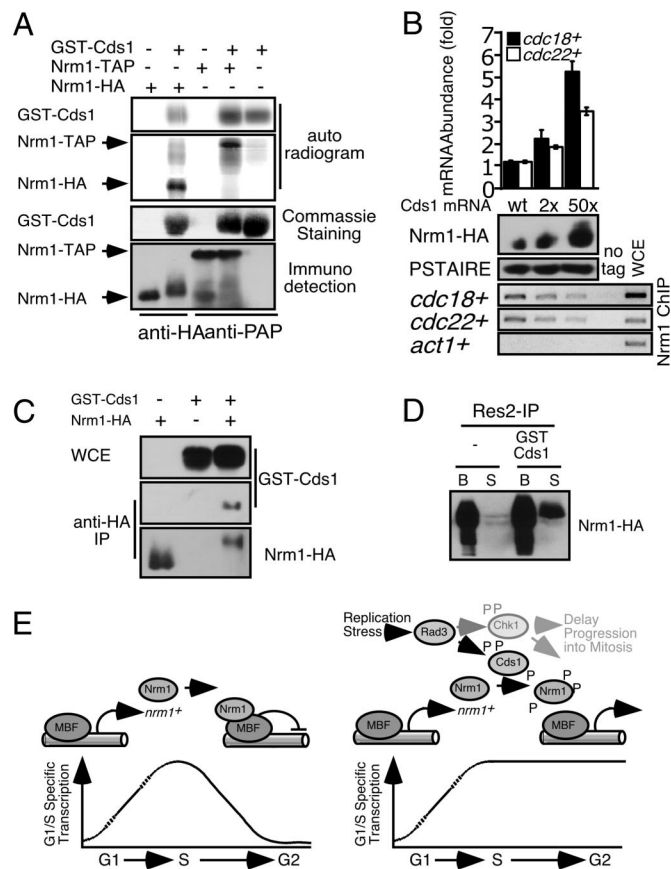 A
GST-Cds1 - + - + +
Nrm1-TAP - - + + -
Nrm1-HA + + - - -
GST-Cds1
Nrm1-TAP
Nrm1-HA
auto
radiogram
GST-Cds1
Commassie
Staining
Nrm1-TAP
Nrm1-HA
Immuno
detection
anti-HA anti-PAP
B
cdc18+
cdc22+
mRNAAbundance (fold)
7
6
5
4
3
2
1
0
Cds1 mRNA wt 2x 50x
Nrm1-HA
PSTAIRE
no
tag
WCE
cdc18+
cdc22+
act1+
Nrm1 ChIP
C
GST-Cds1 - + +
Nrm1-HA + - +
WCE
GST-Cds1
anti-HA
IP
Nrm1-HA
D
Res2-IP
- GST
Cds1
B S B S
Nrm1-HA
E
Replication
Stress
Rad3
P P
Chk1
Delay
Progression
into Mitosis
P P
Cds1
Nrm1
nrm1+
MBF
Nrm1
MBF
Nrm1
nrm1+
MBF
P
P
P
P
Nrm1
MBF
G1/S Specific
Transcription
G1 S G2
G1/S Specific
Transcription
G1 S G2